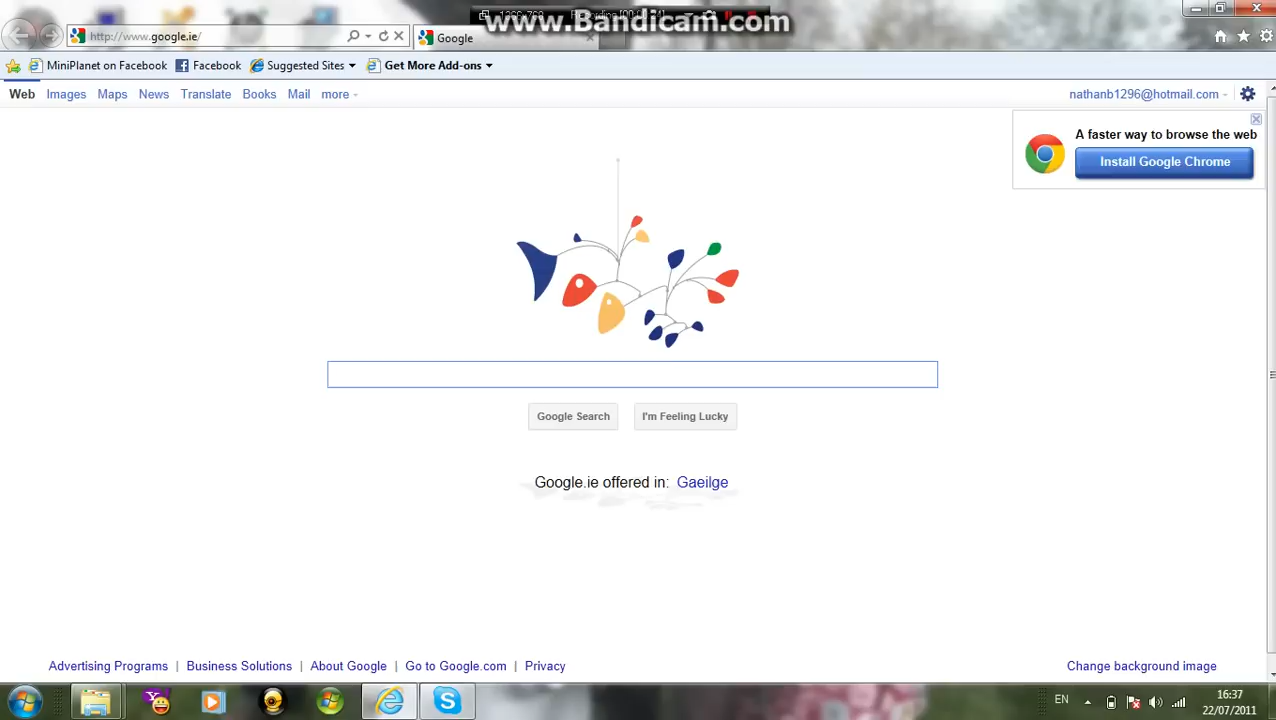 www.Bandicam.com
http://www.google.ie/
Google
MiniPlanet on Facebook
Facebook
Suggested Sites
Get More Add-ons
Web Images Maps News Translate Books Mail more
nathanb1296@hotmail.com
A faster way to browse the web
Install Google Chrome
Google Search
I'm Feeling Lucky
Google.ie offered in: Gaeilge
Advertising Programs | Business Solutions | About Google | Go to Google.com | Privacy
Change background image
EN
16:37
22/07/2011